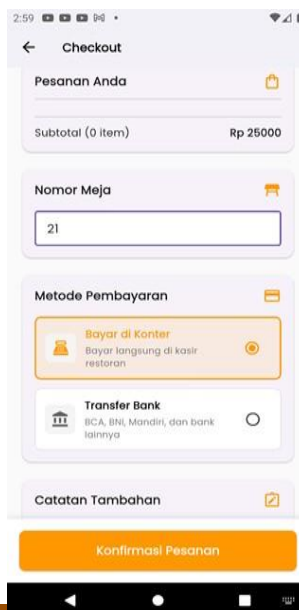 2:59
Checkout
Pesanan Anda
Subtotal (0 item) Rp 25000
Nomor Meja
21
Metode Pembayaran
Bayar di Konter
Bayar langsung di kasir
restoran
Transfer Bank
BCA, BNI, Mandiri, dan bank
lainnya
Catatan Tambahan
Konfirmasi Pesanan